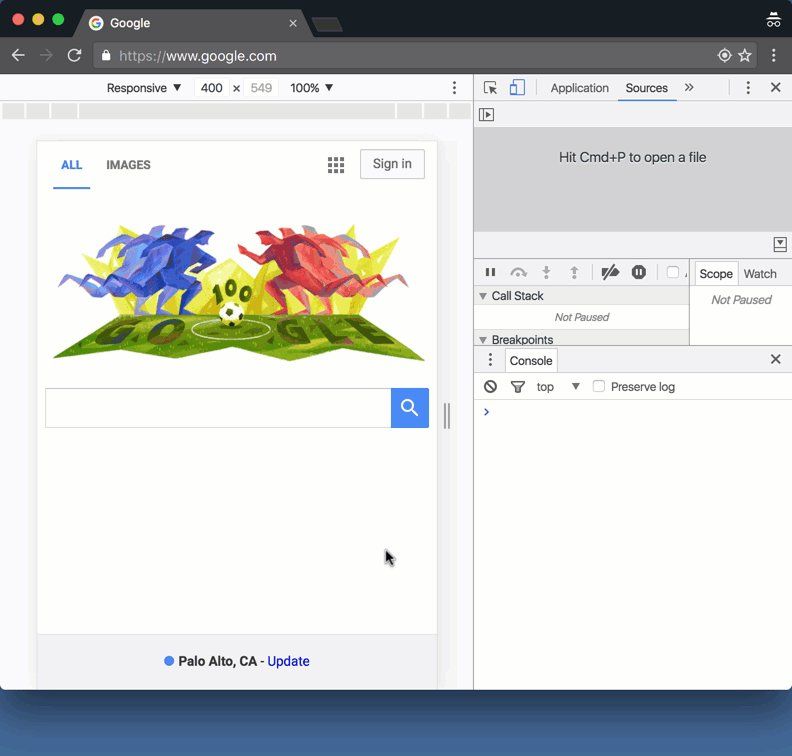 Google
https://www.google.com
Responsive ▼ 400 × 549 100% ▼
Application Sources »
Hit Cmd+P to open a file
ALL IMAGES Sign in
100
GOOGLE
Scope Watch
Call Stack
Not Paused
Not Paused
Breakpoints
Console
top ▼ Preserve log
Palo Alto, CA - Update